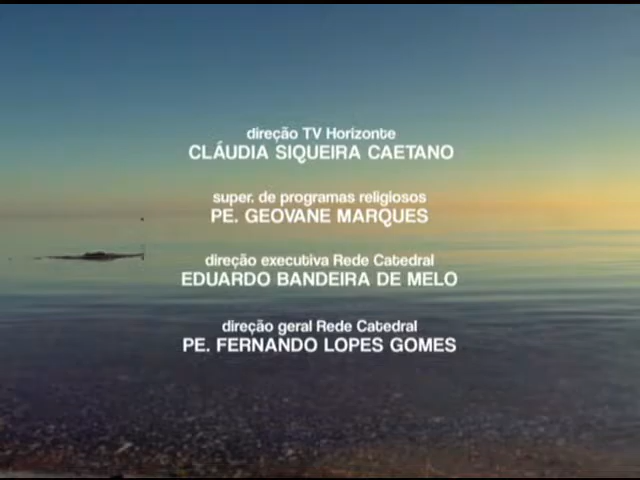 direção TV Horizonte
CLÁUDIA SIQUEIRA CAETANO
super. de programas religiosos
PE. GEOVANE MARQUES
direção executiva Rede Catedral
EDUARDO BANDEIRA DE MELO
direção geral Rede Catedral
PE. FERNANDO LOPES GOMES